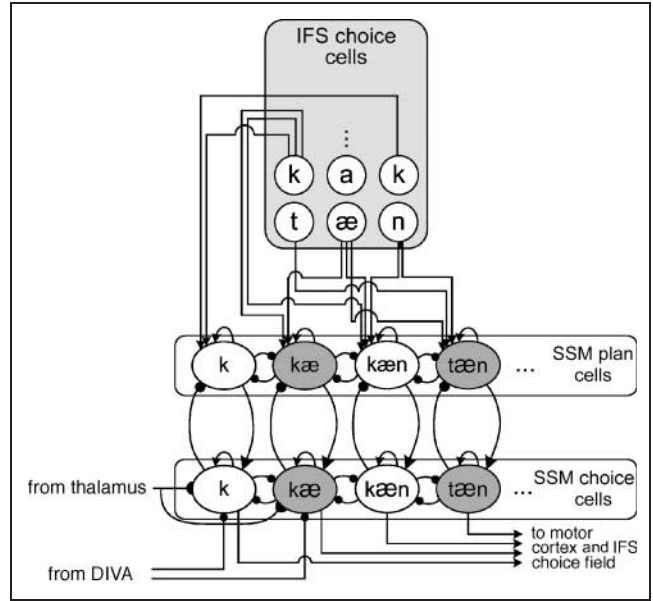 IFS choice
cells
⋮
k a k
t æ n
k kæ kæn tæn ... SSM plan
cells
from thalamus k kæ kæn tæn ... SSM choice
cells
to motor
cortex and IFS
choice field
from DIVA